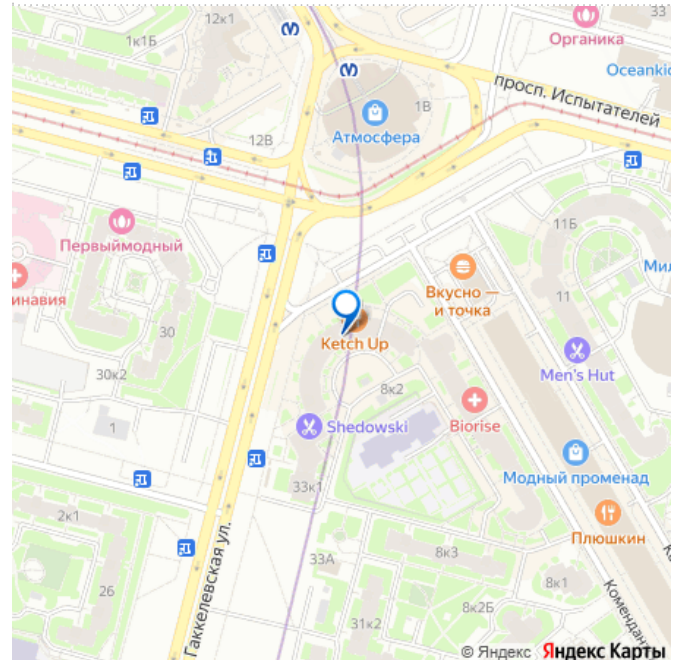 12к1
33
1к1Б
Органика
Oceankid
просп. Испытателей
1В
Атмосфера
12В
11Б
Первыймодный
Мил
инавия
Вкусно —
и точка
11
30
Ketch Up
30к2
8к2
Men's Hut
1
Shedowski
Biorise
Модный променад
33к1
2к1
Плюшкин
Гаккелевская ул.
33А
8к3
26
8к1
8к2Б
31к2
Комендант
© Яндекс Яндекс Карты